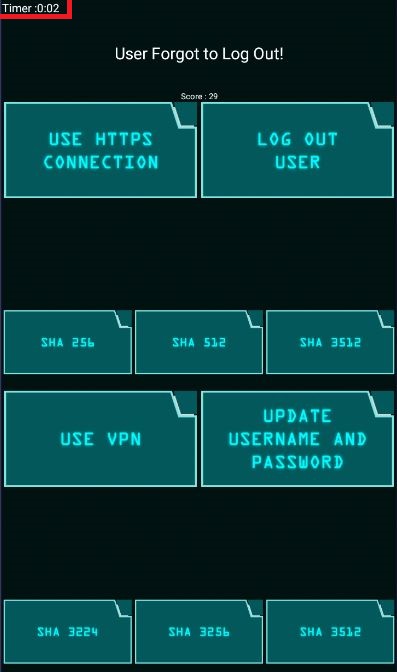 Timer :0:02
User Forgot to Log Out!
Score : 29
USE HTTPS
CONNECTION
LOG OUT
USER
SHA 256
SHA 512
SHA 3512
USE VPN
UPDATE
USERNAME AND
PASSWORD
SHA 3224
SHA 3256
SHA 3512